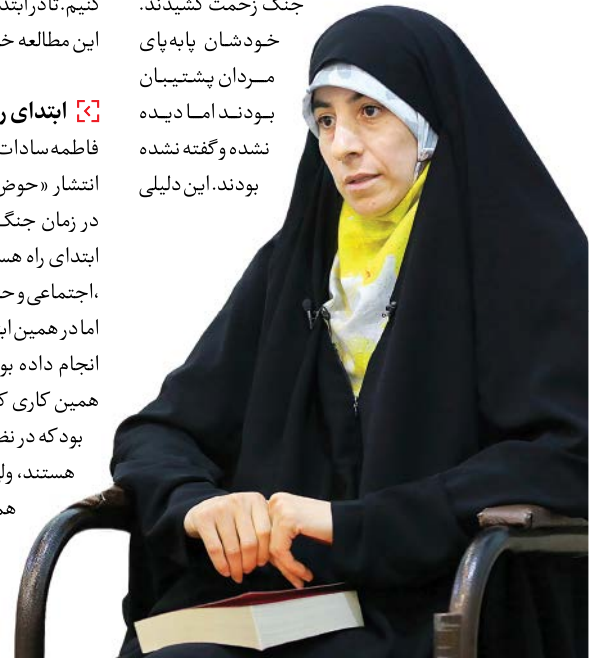 جنگ زحمت کشیدند.
خودشان پابه‌پای
مردان پشتیبان
بودند اما دیده
نشده و گفته نشده
بودند. این دلیلی
کنیم. تا در ابتد
این مطالعه خ
ابتدای ر
فاطمه‌سادات
انتشار «حوض
در زمان جنگ
ابتدای راه هس
،اجتماعی و ح
اما در همین اب
انجام داده بو
همین کاری ک
بود که در نظ
هستند، ول
هم